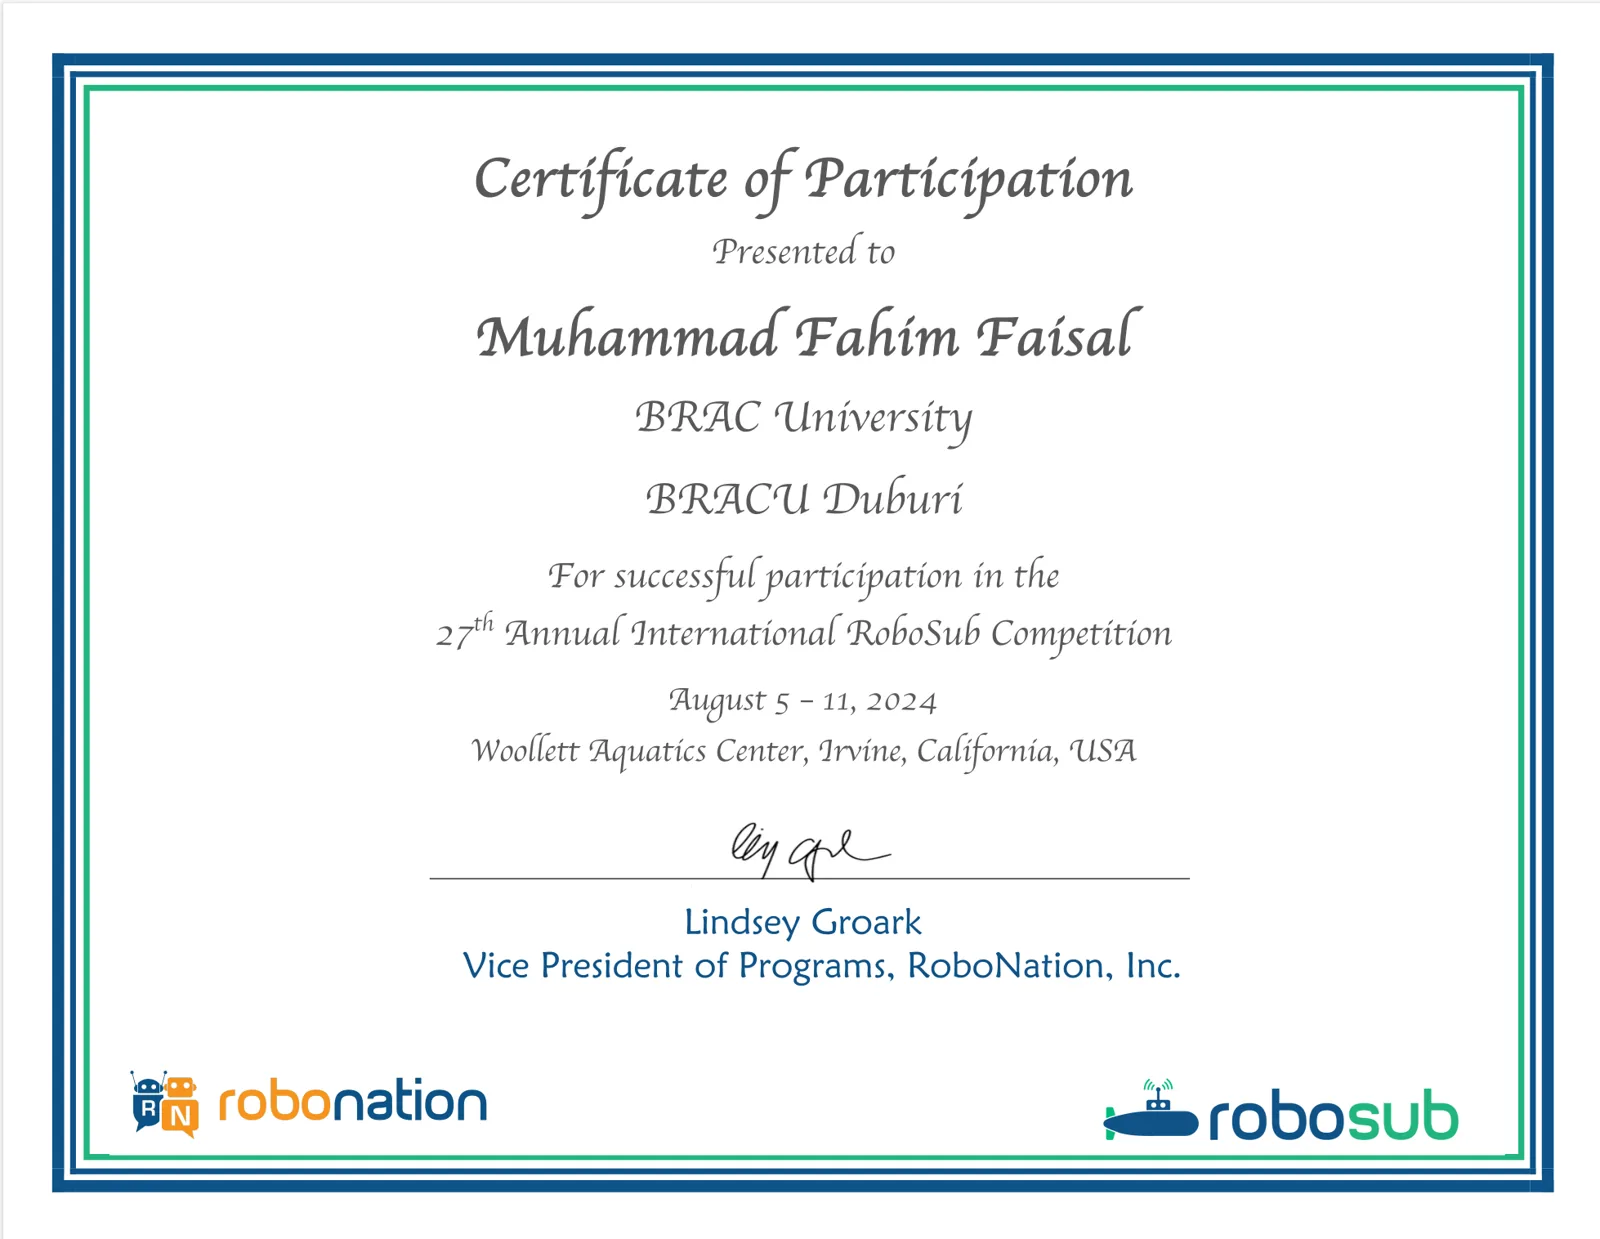 Certificate of Participation
Presented to
Muhammad Fahim Faisal
BRAC University
BRACU Duburi
For successful participation in the
27th Annual International RoboSub Competition
August 5 – 11, 2024
Woollett Aquatics Center, Irvine, California, USA
Lindsey Groark
Vice President of Programs, RoboNation, Inc.
RN robonation
robosub